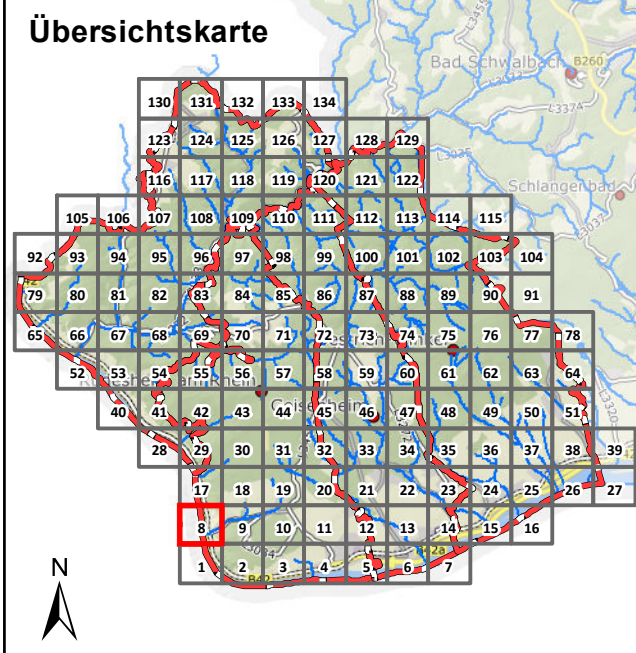 Übersichtskarte
L3455
Bad Schwalbach
B260
L3374
L3035
Schlangenbad
L3037
130 131 132 133 134
123 124 125 126 127 128 129
116 117 118 119 120 121 122
105 106 107 108 109 110 111 112 113 114 115
92 93 94 95 96 97 98 99 100 101 102 103 104
B42
79 80 81 82 83 84 85 86 87 88 89 90 91
65 66 67 68 69 70 71 72 73 74 75 76 77 78
52 53 54 55 56 57 58 59 60 61 62 63 64
Geisenheim
40 41 42 43 44 45 46 47 48 49 50 51
28 29 30 31 32 33 34 35 36 37 38 39
17 18 19 20 21 22 23 24 25 26 27
8 9 10 11 12 13 14 15 16
L3034
B42a
1 2 3 4 5 6 7
B42
N